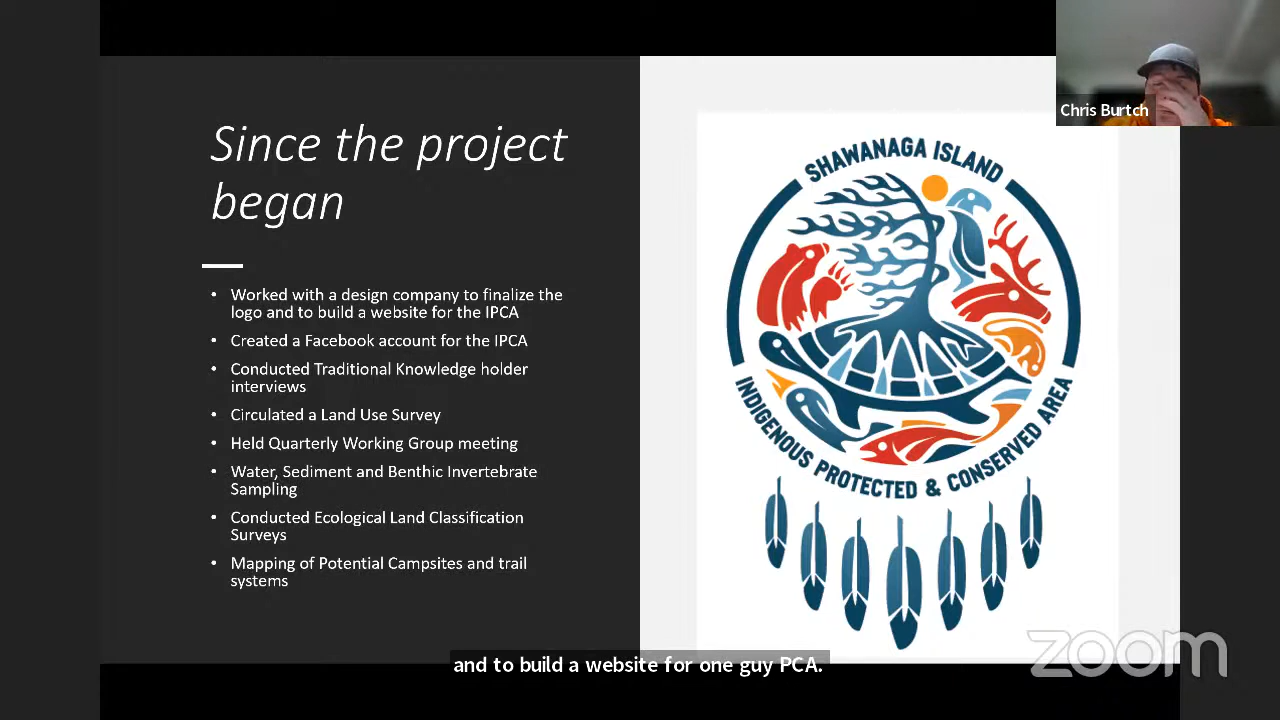 Chris Burtch
Since the project
began
• Worked with a design company to finalize the
logo and to build a website for the IPCA
• Created a Facebook account for the IPCA
• Conducted Traditional Knowledge holder
interviews
• Circulated a Land Use Survey
• Held Quarterly Working Group meeting
• Water, Sediment and Benthic Invertebrate
Sampling
• Conducted Ecological Land Classification
Surveys
• Mapping of Potential Campsites and trail
systems
SHAWANAGA ISLAND
INDIGENOUS PROTECTED & CONSERVED AREA
zoom
and to build a website for one guy PCA.